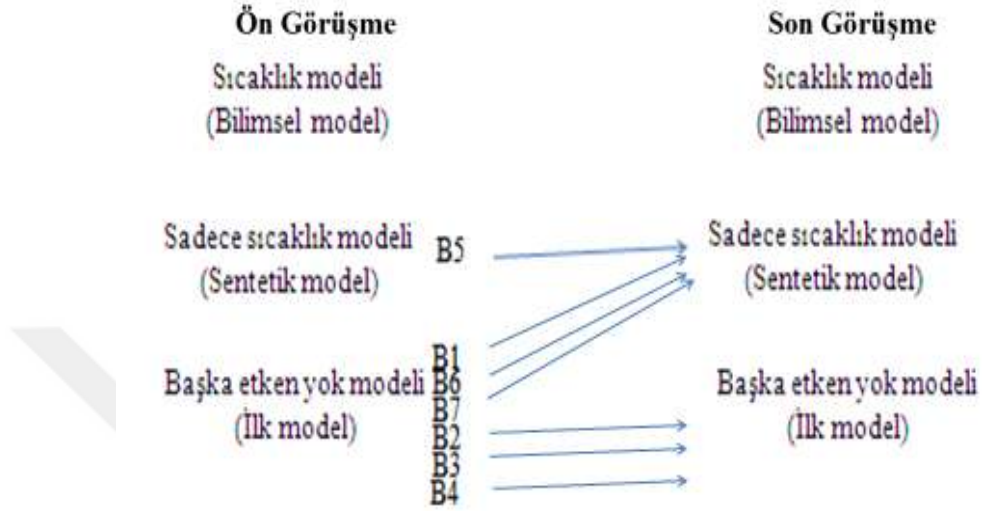 Ön Görüşme
Son Görüşme
Sıcaklık modeli
(Bilimsel model)
Sıcaklık modeli
(Bilimsel model)
Sadece sıcaklık modeli
(Sentetik model)
B5
Sadece sıcaklık modeli
(Sentetik model)
Başka etken yok modeli
(İlk model)
B1
B6
B7
B2
B3
B4
Başka etken yok modeli
(İlk model)